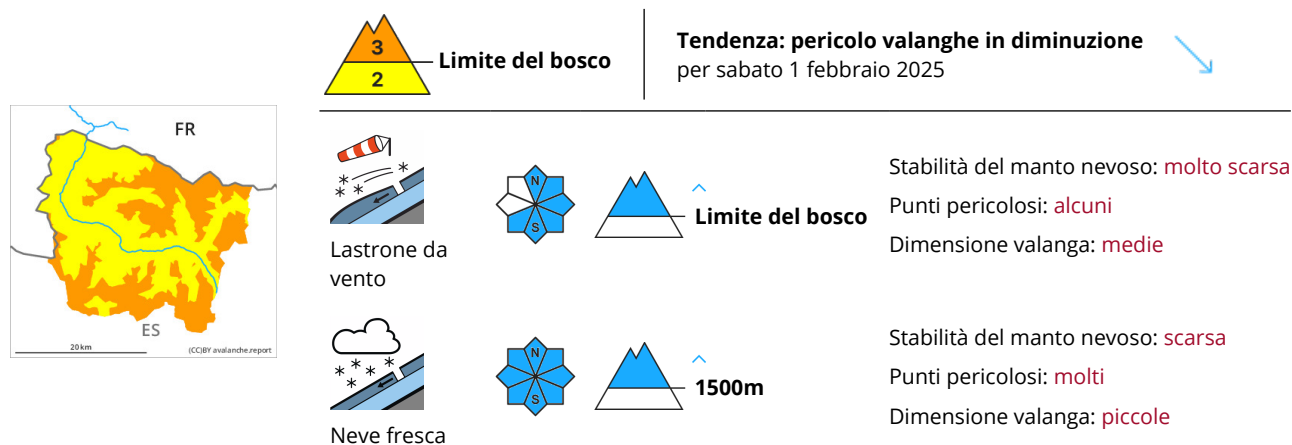 3
2
Limite del bosco
Tendenza: pericolo valanghe in diminuzione
per sabato 1 febbraio 2025
FR
ES
20 km
(CC)BY avalanche.report
Lastrone da
vento
N
S
Limite del bosco
Stabilità del manto nevoso: molto scarsa
Punti pericolosi: alcuni
Dimensione valanga: medie
Neve fresca
N
S
1500m
Stabilità del manto nevoso: scarsa
Punti pericolosi: molti
Dimensione valanga: piccole